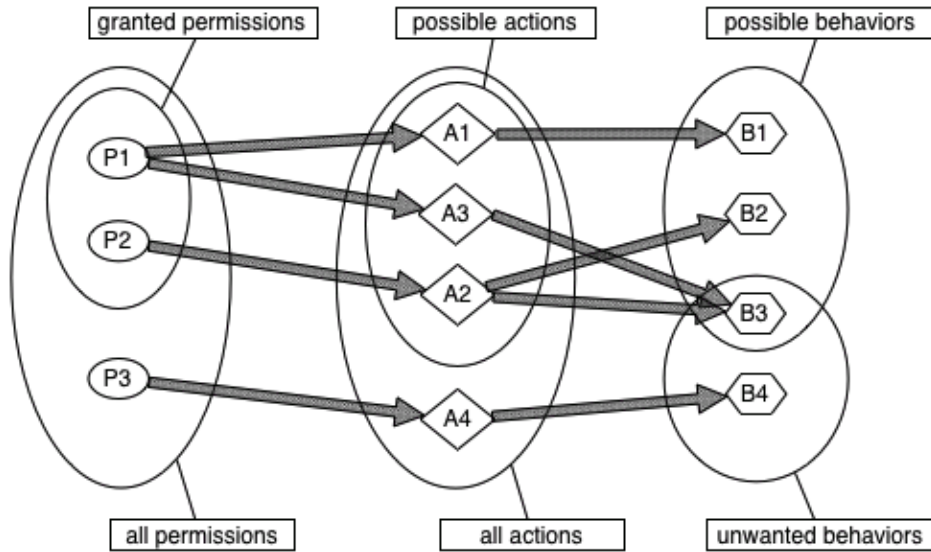 granted permissions
possible actions
possible behaviors
P1
A1
B1
A3
B2
P2
A2
B3
P3
A4
B4
all permissions
all actions
unwanted behaviors